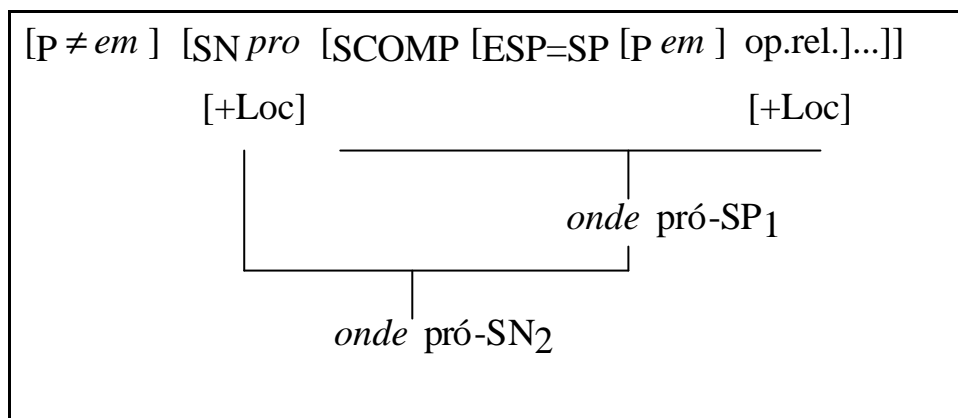 [P ≠ em ] [SN pro [SCOMP [ESP=SP [P em ] op.rel.]...]]
[+Loc] [+Loc]
onde pró-SP1
onde pró-SN2